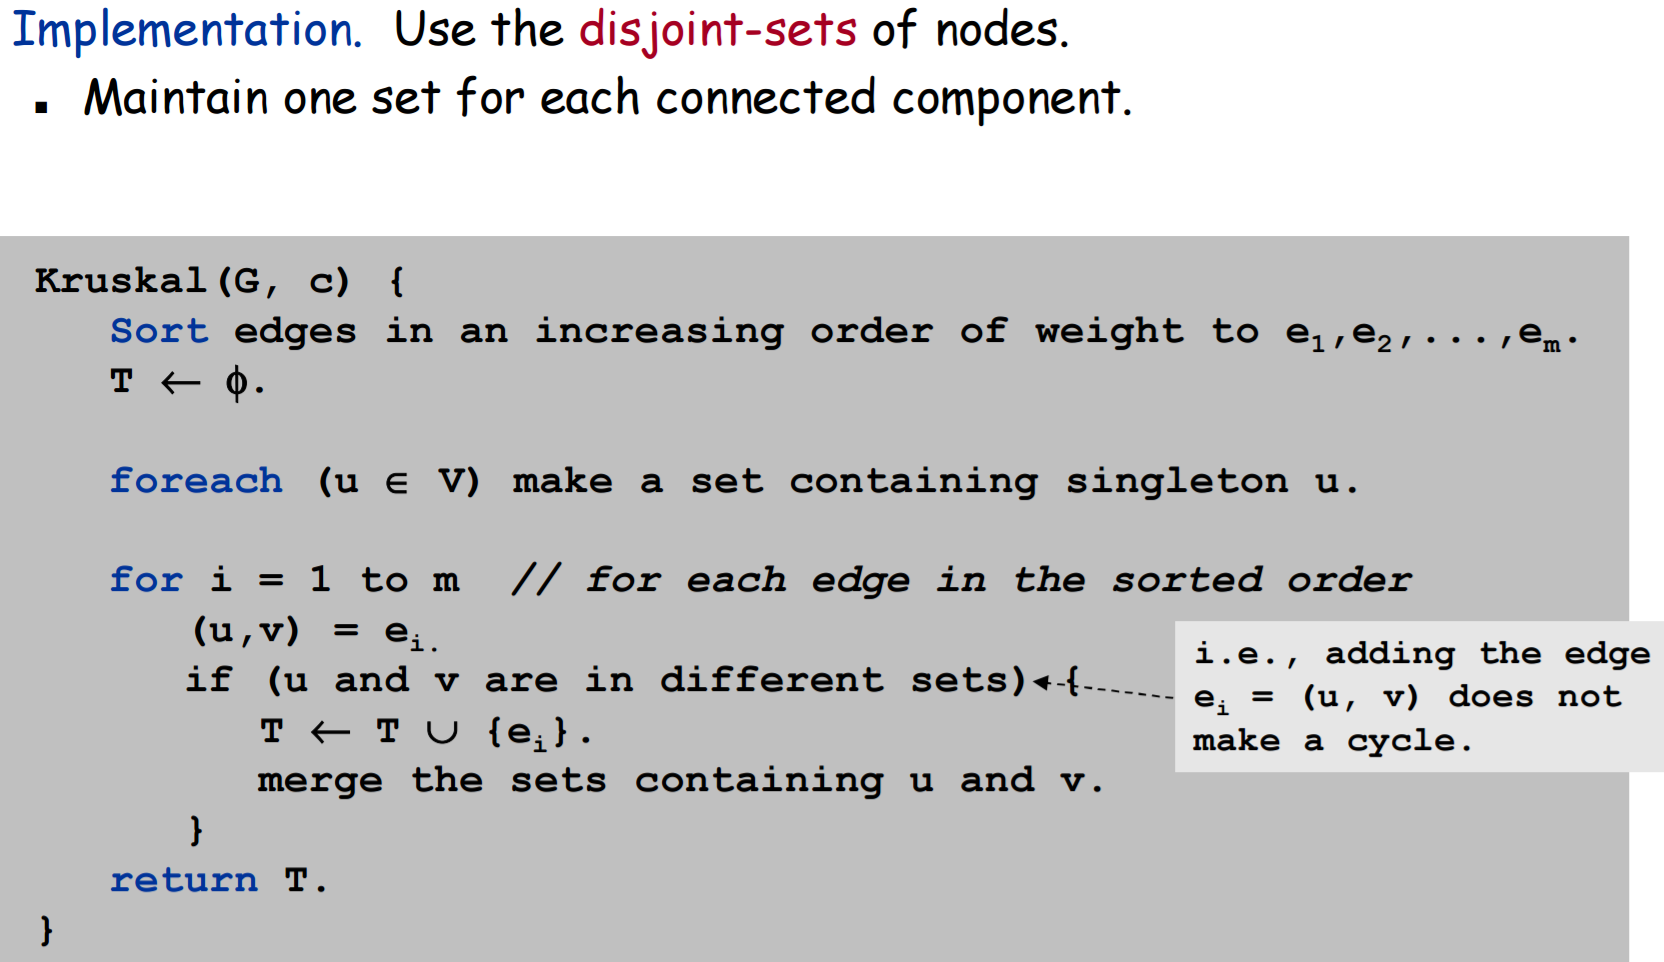 Implementation. Use the disjoint-sets of nodes.
▪ Maintain one set for each connected component.
Kruskal(G, c) {
Sort edges in an increasing order of weight to e₁,e₂,...,eₘ.
T ← ϕ.
foreach (u ∈ V) make a set containing singleton u.
for i = 1 to m // for each edge in the sorted order
(u,v) = eᵢ.
if (u and v are in different sets) {
T ← T ∪ {eᵢ}.
merge the sets containing u and v.
}
return T.
}
i.e., adding the edge
eᵢ = (u, v) does not
make a cycle.